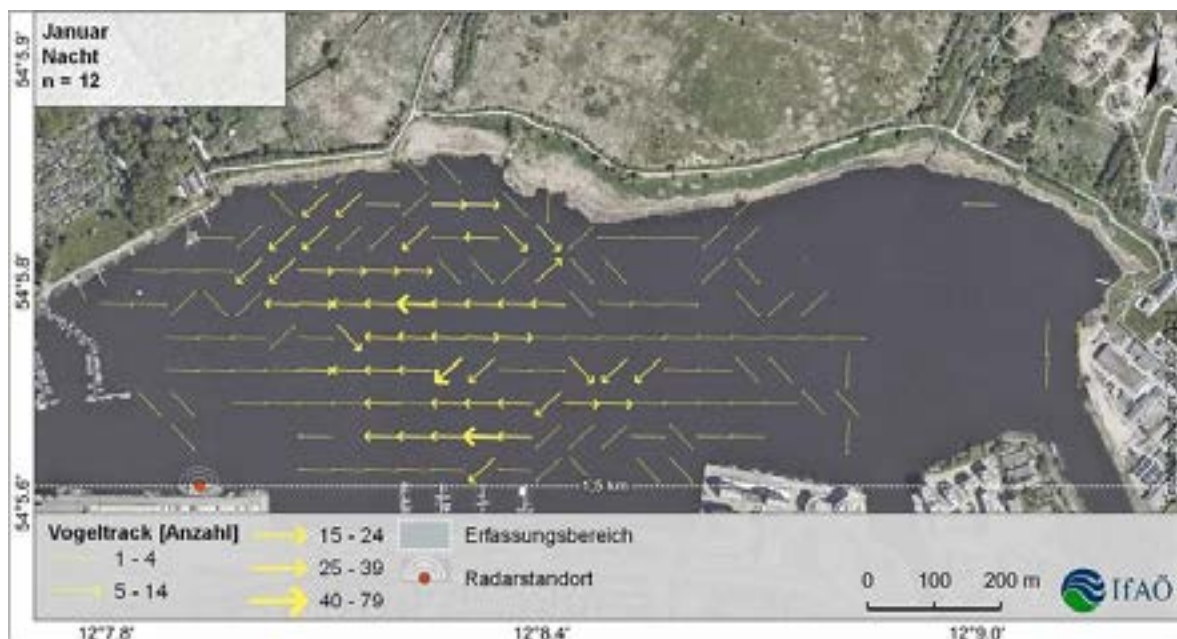 Januar
Nacht
n = 12
54°5.9'
54°5.8'
54°5.6'
1,5 km
Vogeltrack [Anzahl]
1 - 4
5 - 14
15 - 24
25 - 39
40 - 79
Erfassungsbereich
Radarstandort
0 100 200 m
IfAÖ
12°7.8' 12°8.4' 12°9.0'